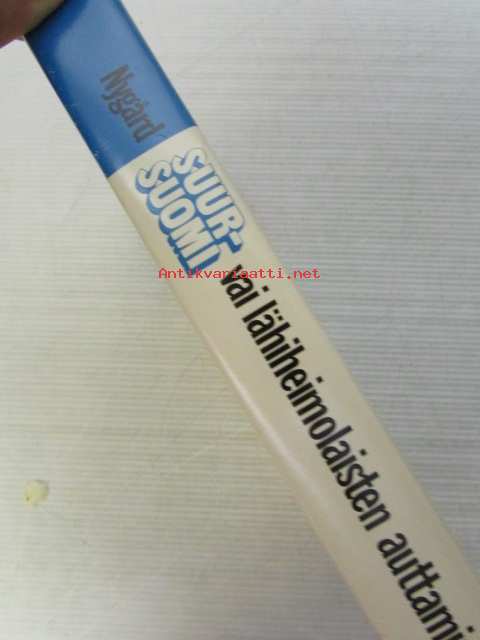 Nygård
SUUR-
SUOMI
vai lähiheimolaisten auttami
Antikvariaatti.net